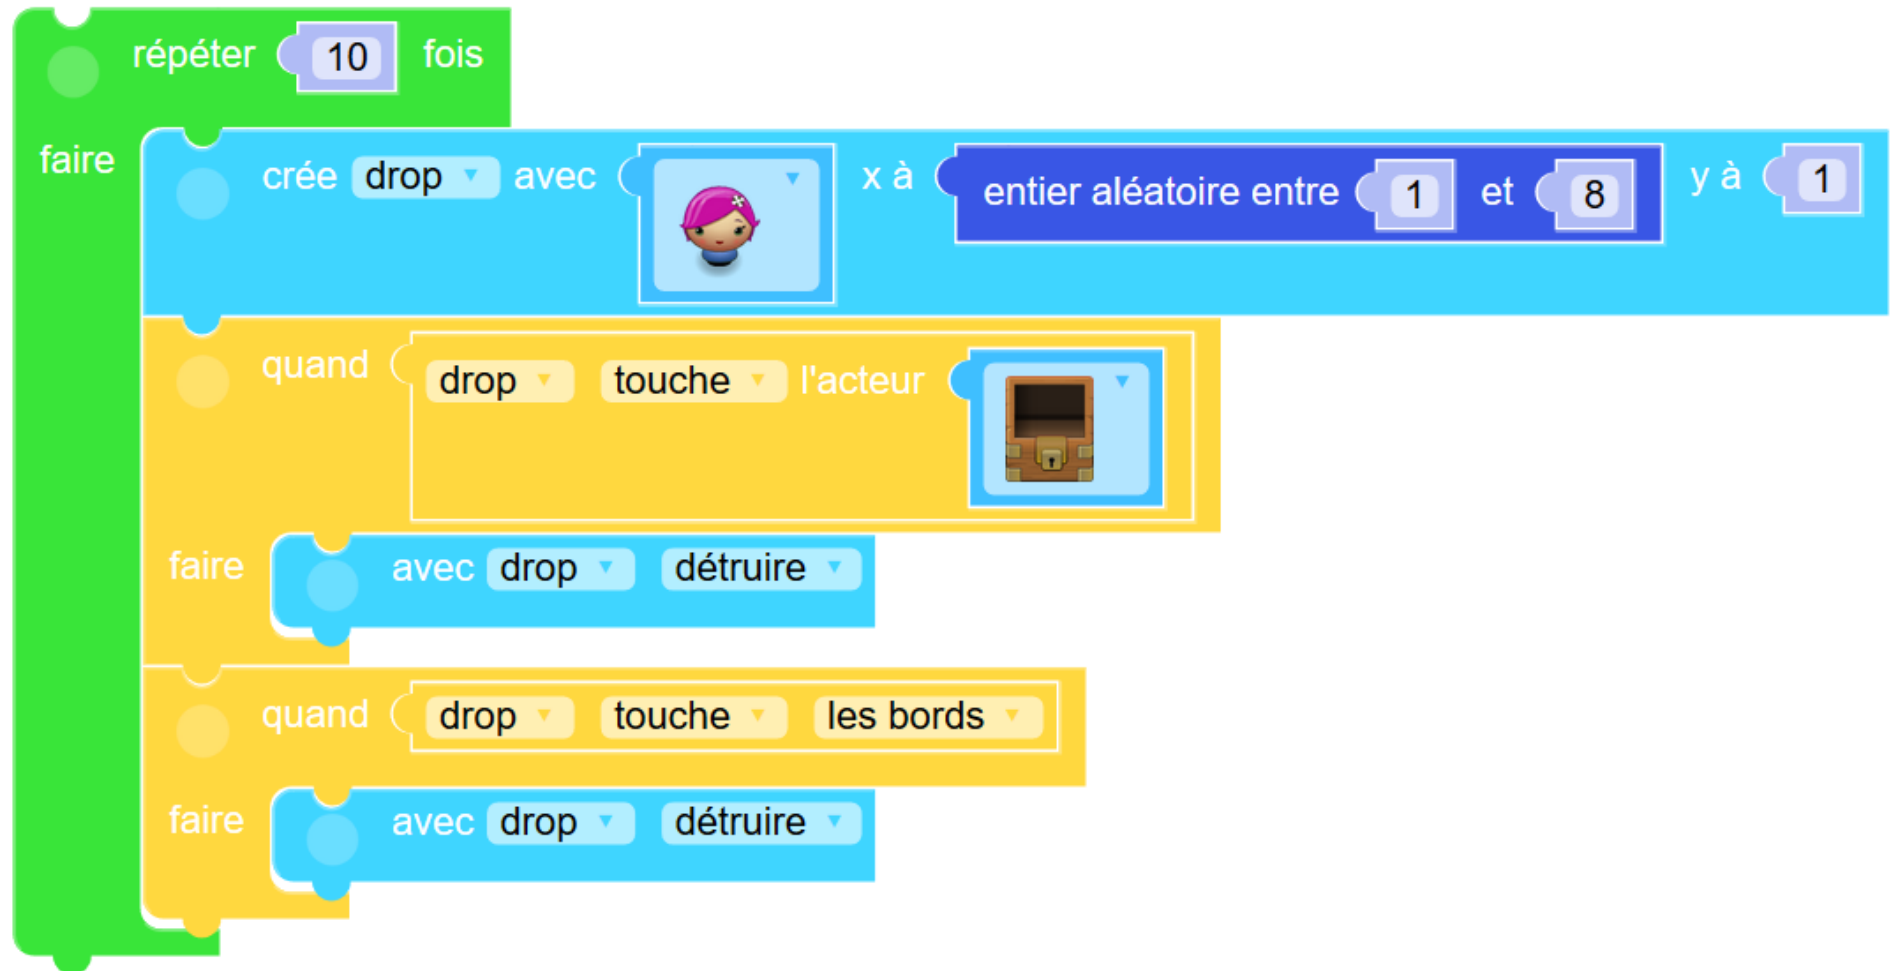 répéter 10 fois
faire crée drop avec x à entier aléatoire entre 1 et 8 y à 1
quand drop touche l'acteur
faire avec drop détruire
quand drop touche les bords
faire avec drop détruire